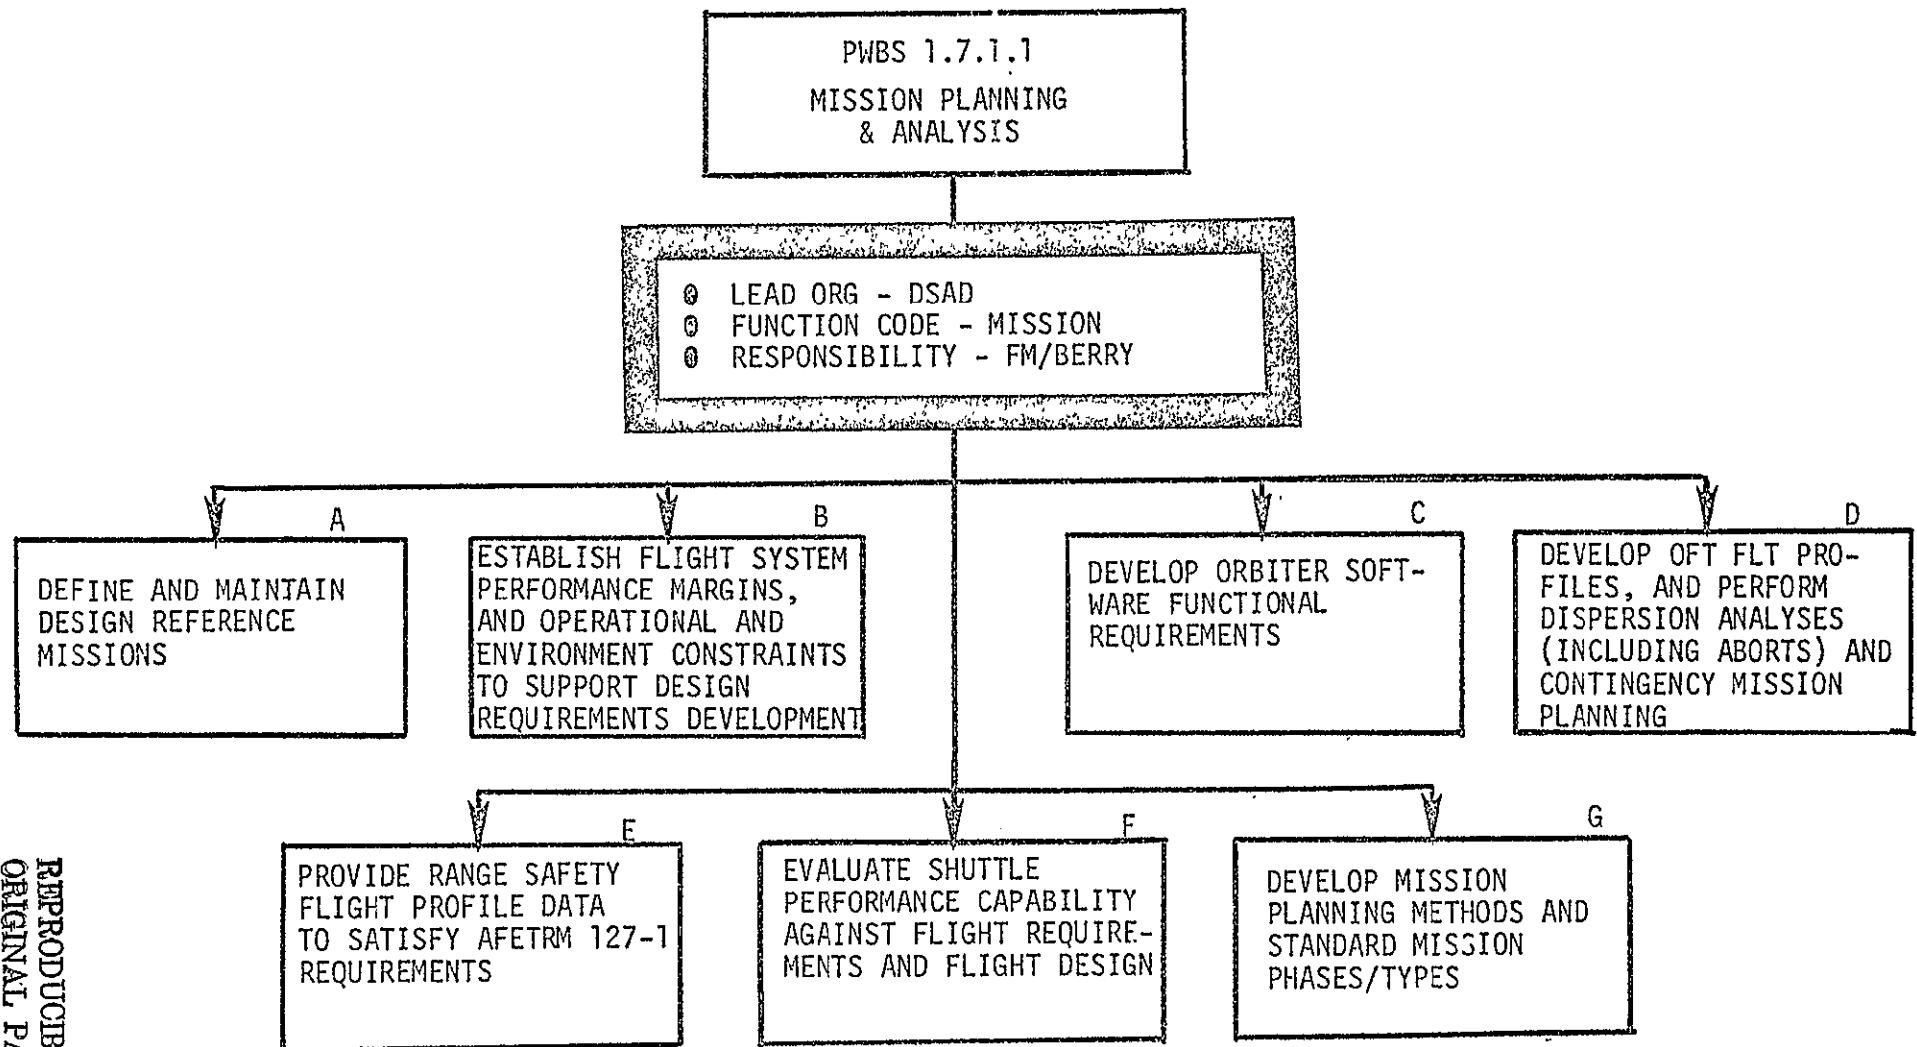 PWBS 1.7.1.1
MISSION PLANNING
& ANALYSIS
LEAD ORG - DSAD
FUNCTION CODE - MISSION
RESPONSIBILITY - FM/BERRY
A
DEFINE AND MAINTAIN
DESIGN REFERENCE
MISSIONS
B
ESTABLISH FLIGHT SYSTEM
PERFORMANCE MARGINS,
AND OPERATIONAL AND
ENVIRONMENT CONSTRAINTS
TO SUPPORT DESIGN
REQUIREMENTS DEVELOPMENT
C
DEVELOP ORBITER SOFT-
WARE FUNCTIONAL
REQUIREMENTS
D
DEVELOP OFT FLT PRO-
FILES, AND PERFORM
DISPERSION ANALYSES
(INCLUDING ABORTS) AND
CONTINGENCY MISSION
PLANNING
E
PROVIDE RANGE SAFETY
FLIGHT PROFILE DATA
TO SATISFY AFETRM 127-1
REQUIREMENTS
F
EVALUATE SHUTTLE
PERFORMANCE CAPABILITY
AGAINST FLIGHT REQUIRE-
MENTS AND FLIGHT DESIGN
G
DEVELOP MISSION
PLANNING METHODS AND
STANDARD MISSION
PHASES/TYPES
ORIGINAL